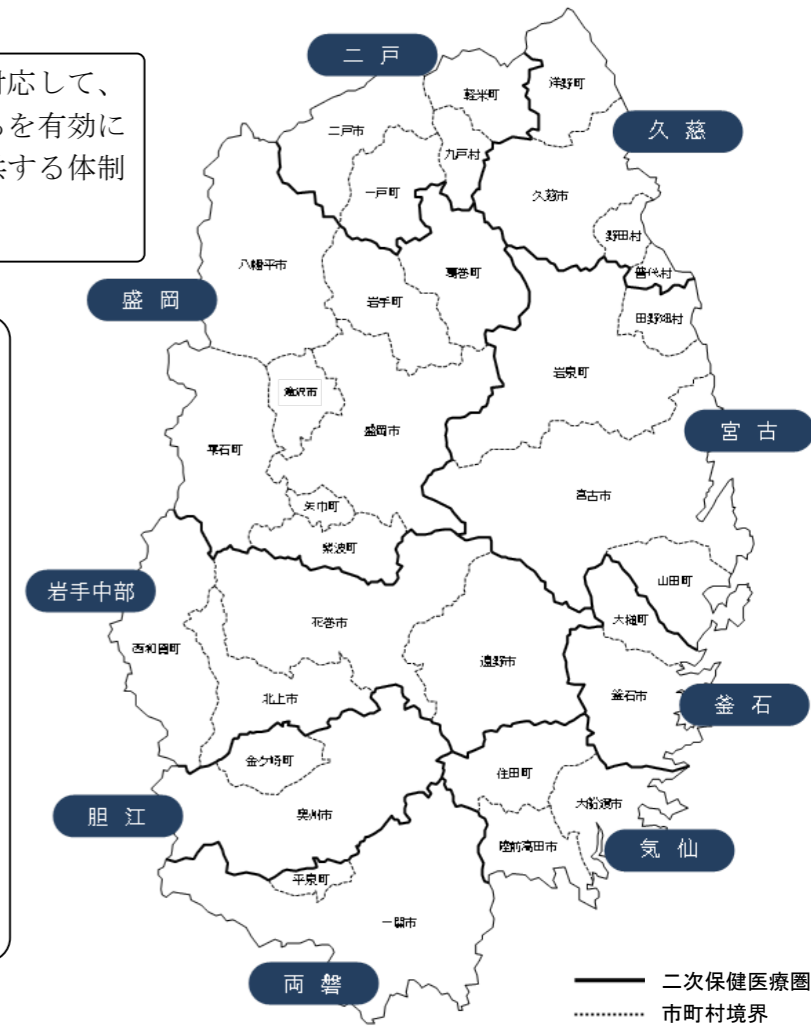 対応して、
らを有効に
供する体制
二 戸
久 慈
盛 岡
宮 古
岩手中部
釜 石
胆 江
気 仙
両 磐
洋野町
軽米町
二戸市
九戸村
一戸町
久慈市
野田村
普代村
八幡平市
葛巻町
岩手町
田野畑村
岩泉町
滝沢市
盛岡市
雫石町
宮古市
矢巾町
紫波町
山田町
大槌町
花巻市
西和賀町
遠野市
釜石市
北上市
金ケ崎町
住田町
奥州市
大船渡市
陸前高田市
平泉町
一関市
二次保健医療圏
市町村境界